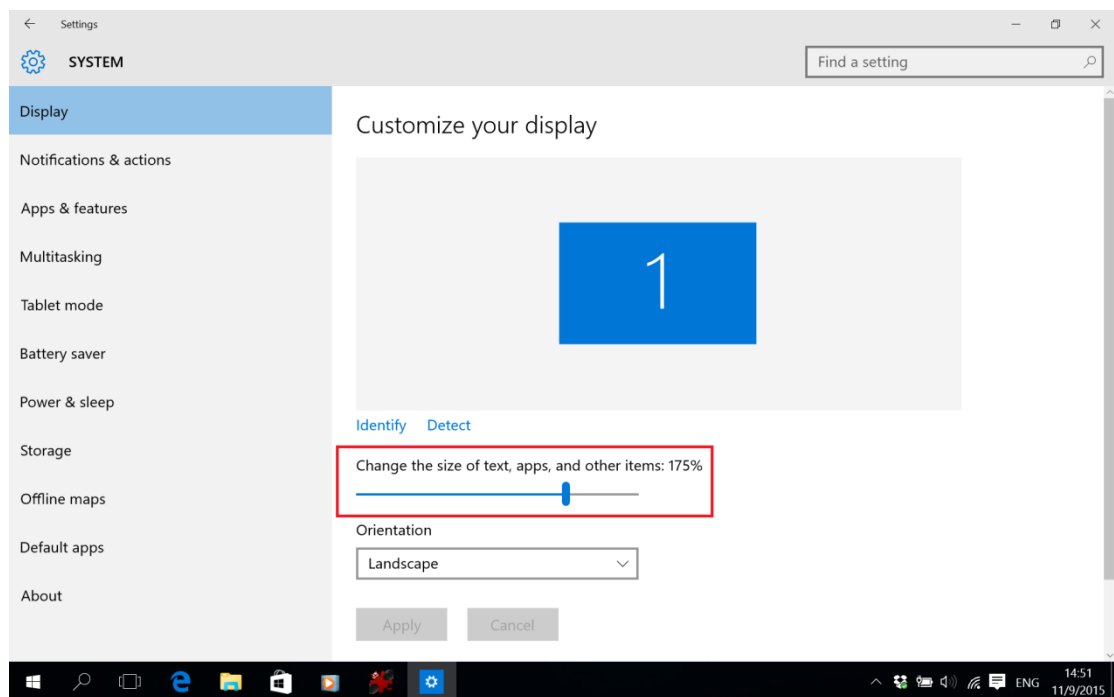 Settings
SYSTEM
Find a setting
Display
Notifications & actions
Apps & features
Multitasking
Tablet mode
Battery saver
Power & sleep
Storage
Offline maps
Default apps
About
Customize your display
1
Identify Detect
Change the size of text, apps, and other items: 175%
Orientation
Landscape
Apply Cancel
ENG
14:51
11/9/2015